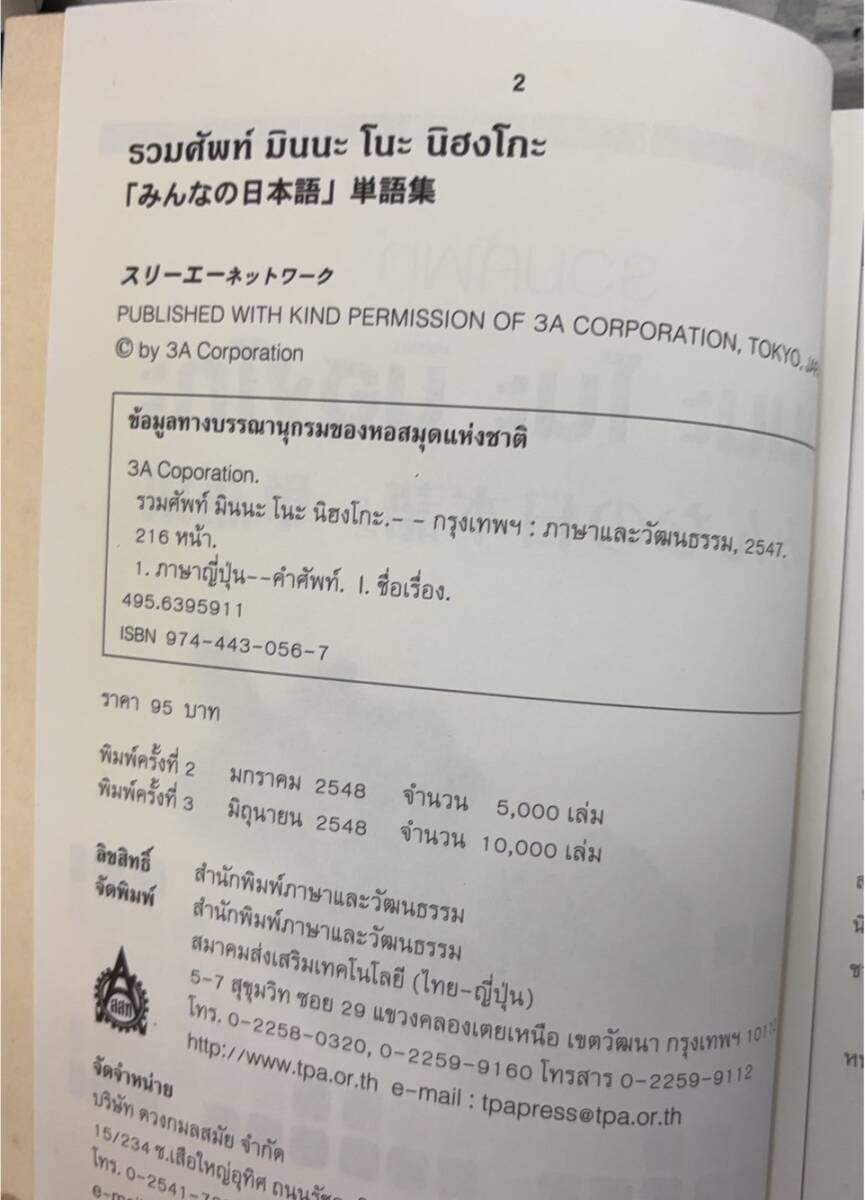 2
รวมศัพท์ มินนะ โนะ นิฮงโกะ
「みんなの日本語」単語集
スリーエーネットワーク
PUBLISHED WITH KIND PERMISSION OF 3A CORPORATION, TOKYO,
© by 3A Corporation
ข้อมูลทางบรรณานุกรมของหอสมุดแห่งชาติ
3A Coporation.
รวมศัพท์ มินนะ โนะ นิฮงโกะ.- - กรุงเทพฯ : ภาษาและวัฒนธรรม, 2547.
216 หน้า.
1. ภาษาญี่ปุ่น--คำศัพท์. I. ชื่อเรื่อง.
495.6395911
ISBN 974-443-056-7
ราคา 95 บาท
พิมพ์ครั้งที่ 2 มกราคม 2548 จำนวน 5,000 เล่ม
พิมพ์ครั้งที่ 3 มิถุนายน 2548 จำนวน 10,000 เล่ม
ลิขสิทธิ์ สำนักพิมพ์ภาษาและวัฒนธรรม
จัดพิมพ์ สำนักพิมพ์ภาษาและวัฒนธรรม
สมาคมส่งเสริมเทคโนโลยี (ไทย-ญี่ปุ่น)
สสท
5-7 สุขุมวิท ซอย 29 แขวงคลองเตยเหนือ เขตวัฒนา กรุงเทพฯ 10110
โทร. 0-2258-0320, 0-2259-9160 โทรสาร 0-2259-9112
http://www.tpa.or.th e-mail : tpapress@tpa.or.th
จัดจำหน่าย
บริษัท ดวงกมลสมัย จำกัด
15/234 ซ.เสือใหญ่อุทิศ
โทร. 0-2541-